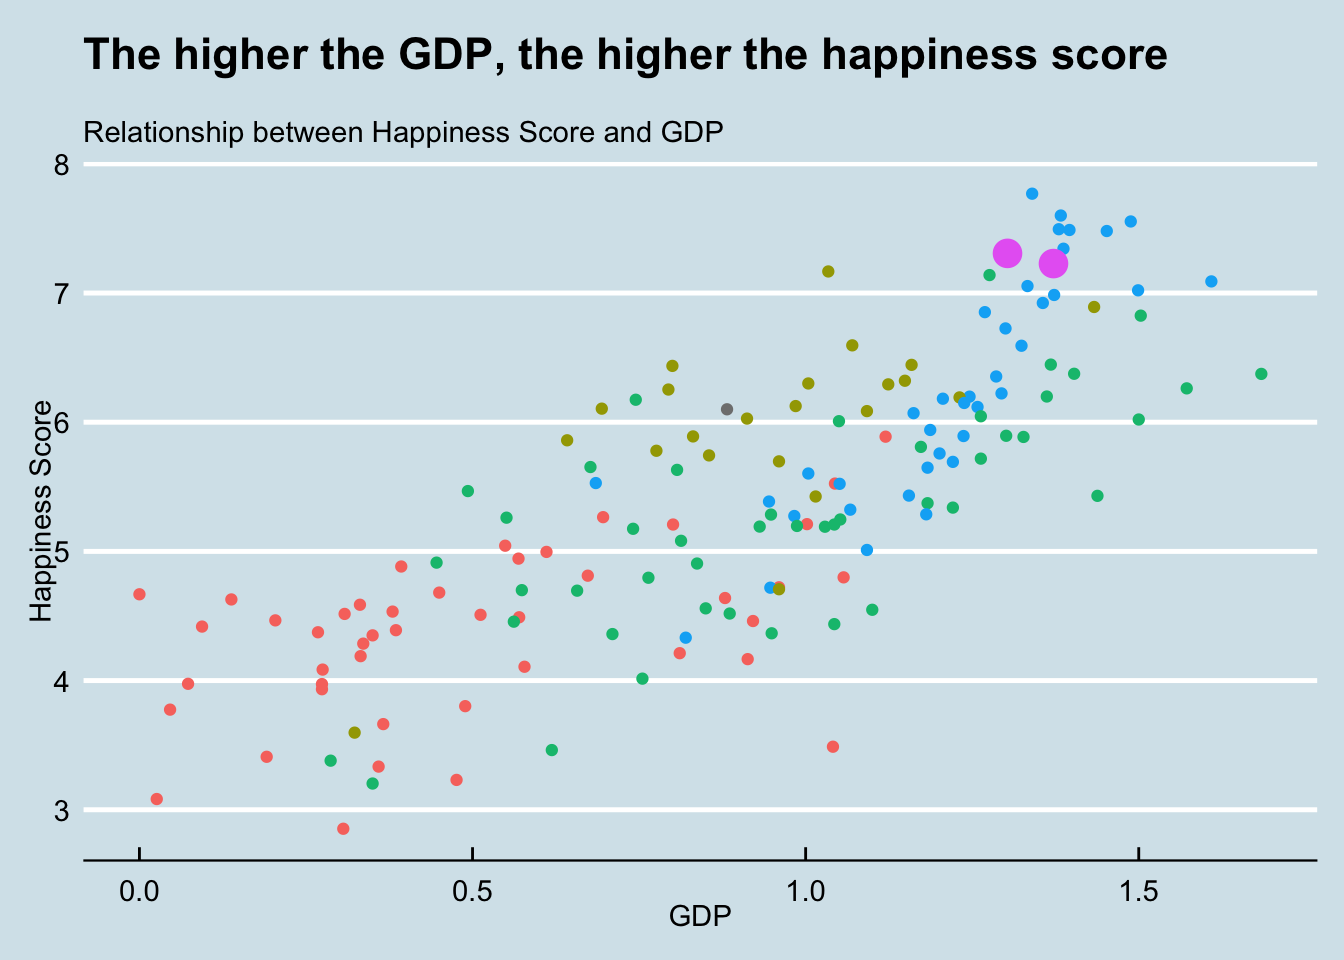 The higher the GDP, the higher the happiness score
Relationship between Happiness Score and GDP
8
7
6
5
4
3
Happiness Score
0.0 0.5 1.0 1.5
GDP